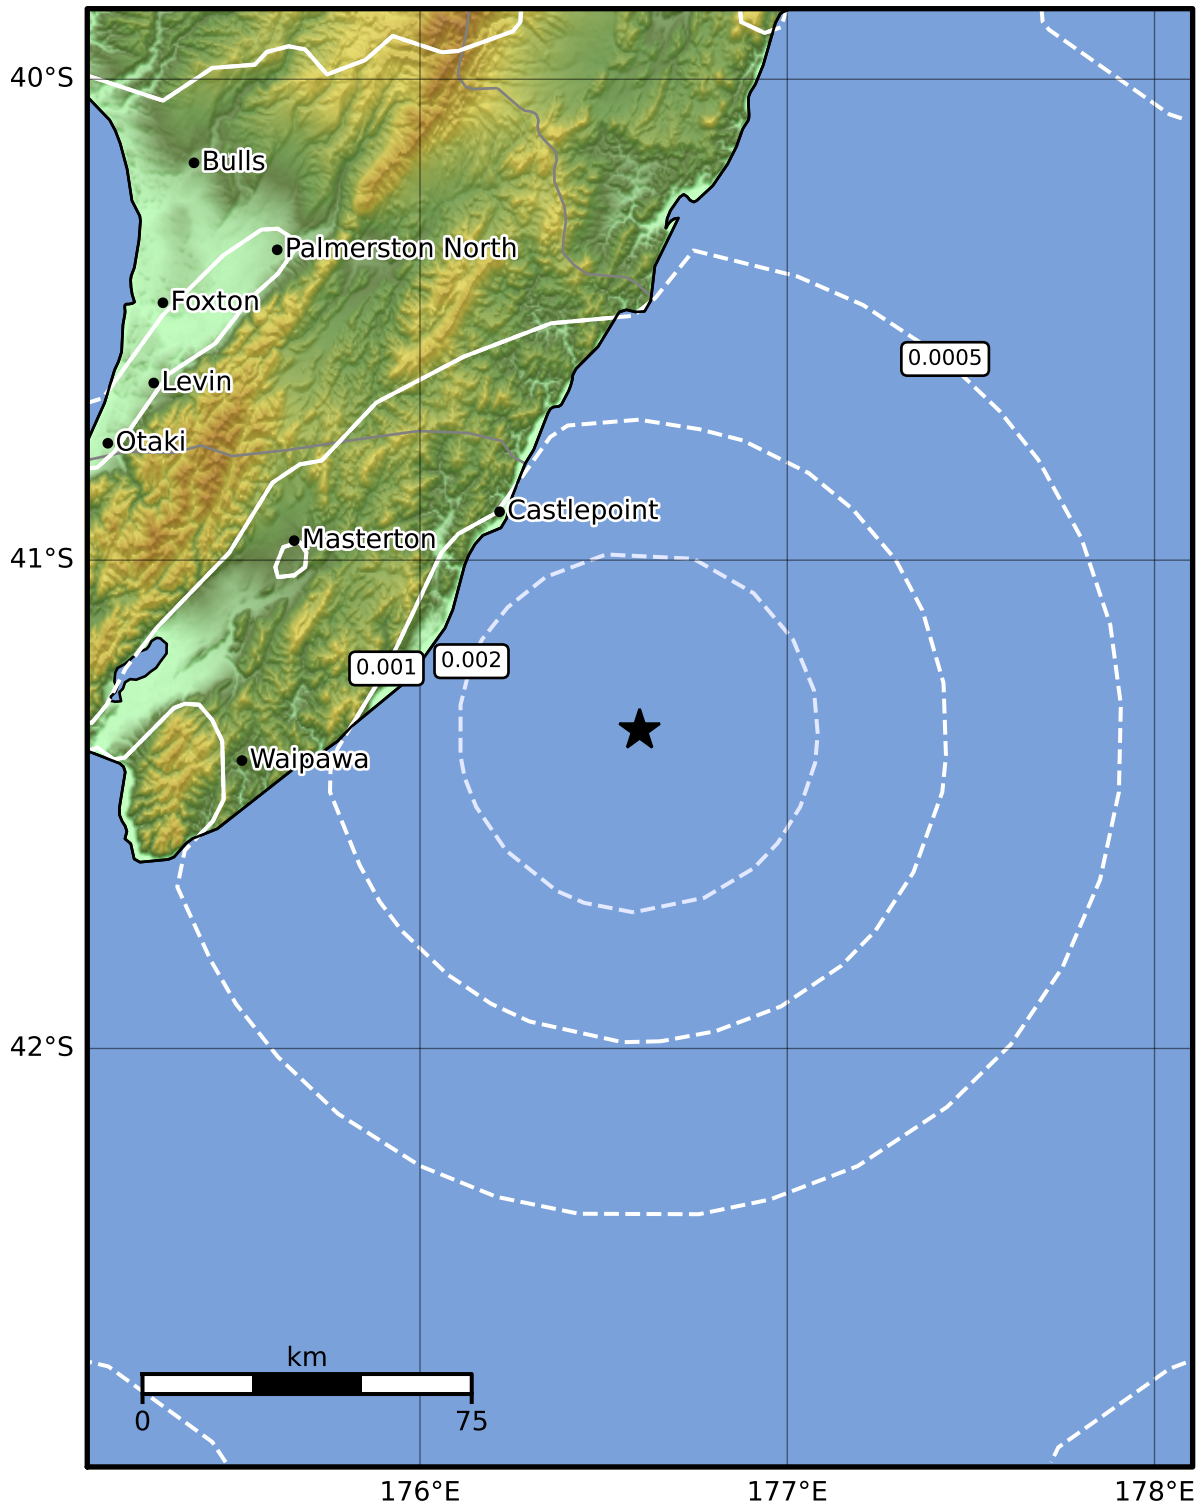 40°S
Bulls
Palmerston North
Foxton
0.0005
Levin
Otaki
Castlepoint
Masterton
41°S
0.001
0.002
Waipawa
42°S
km
0
75
176°E
177°E
178°E